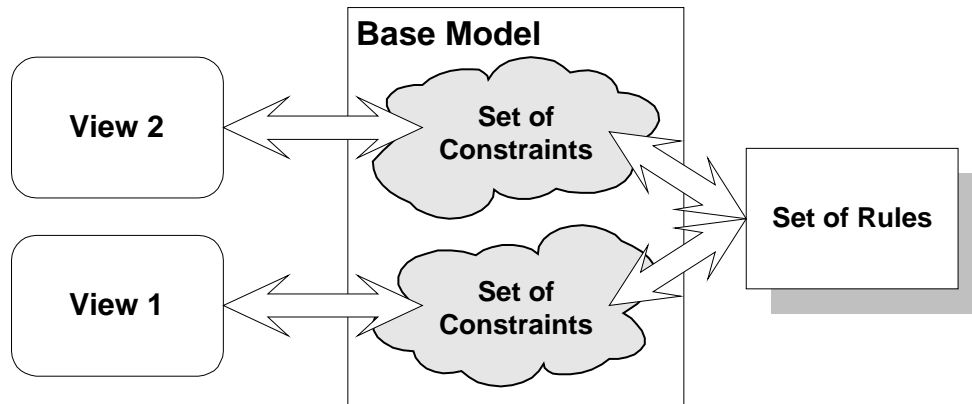 Base Model
View 2
Set of
Constraints
Set of Rules
View 1
Set of
Constraints